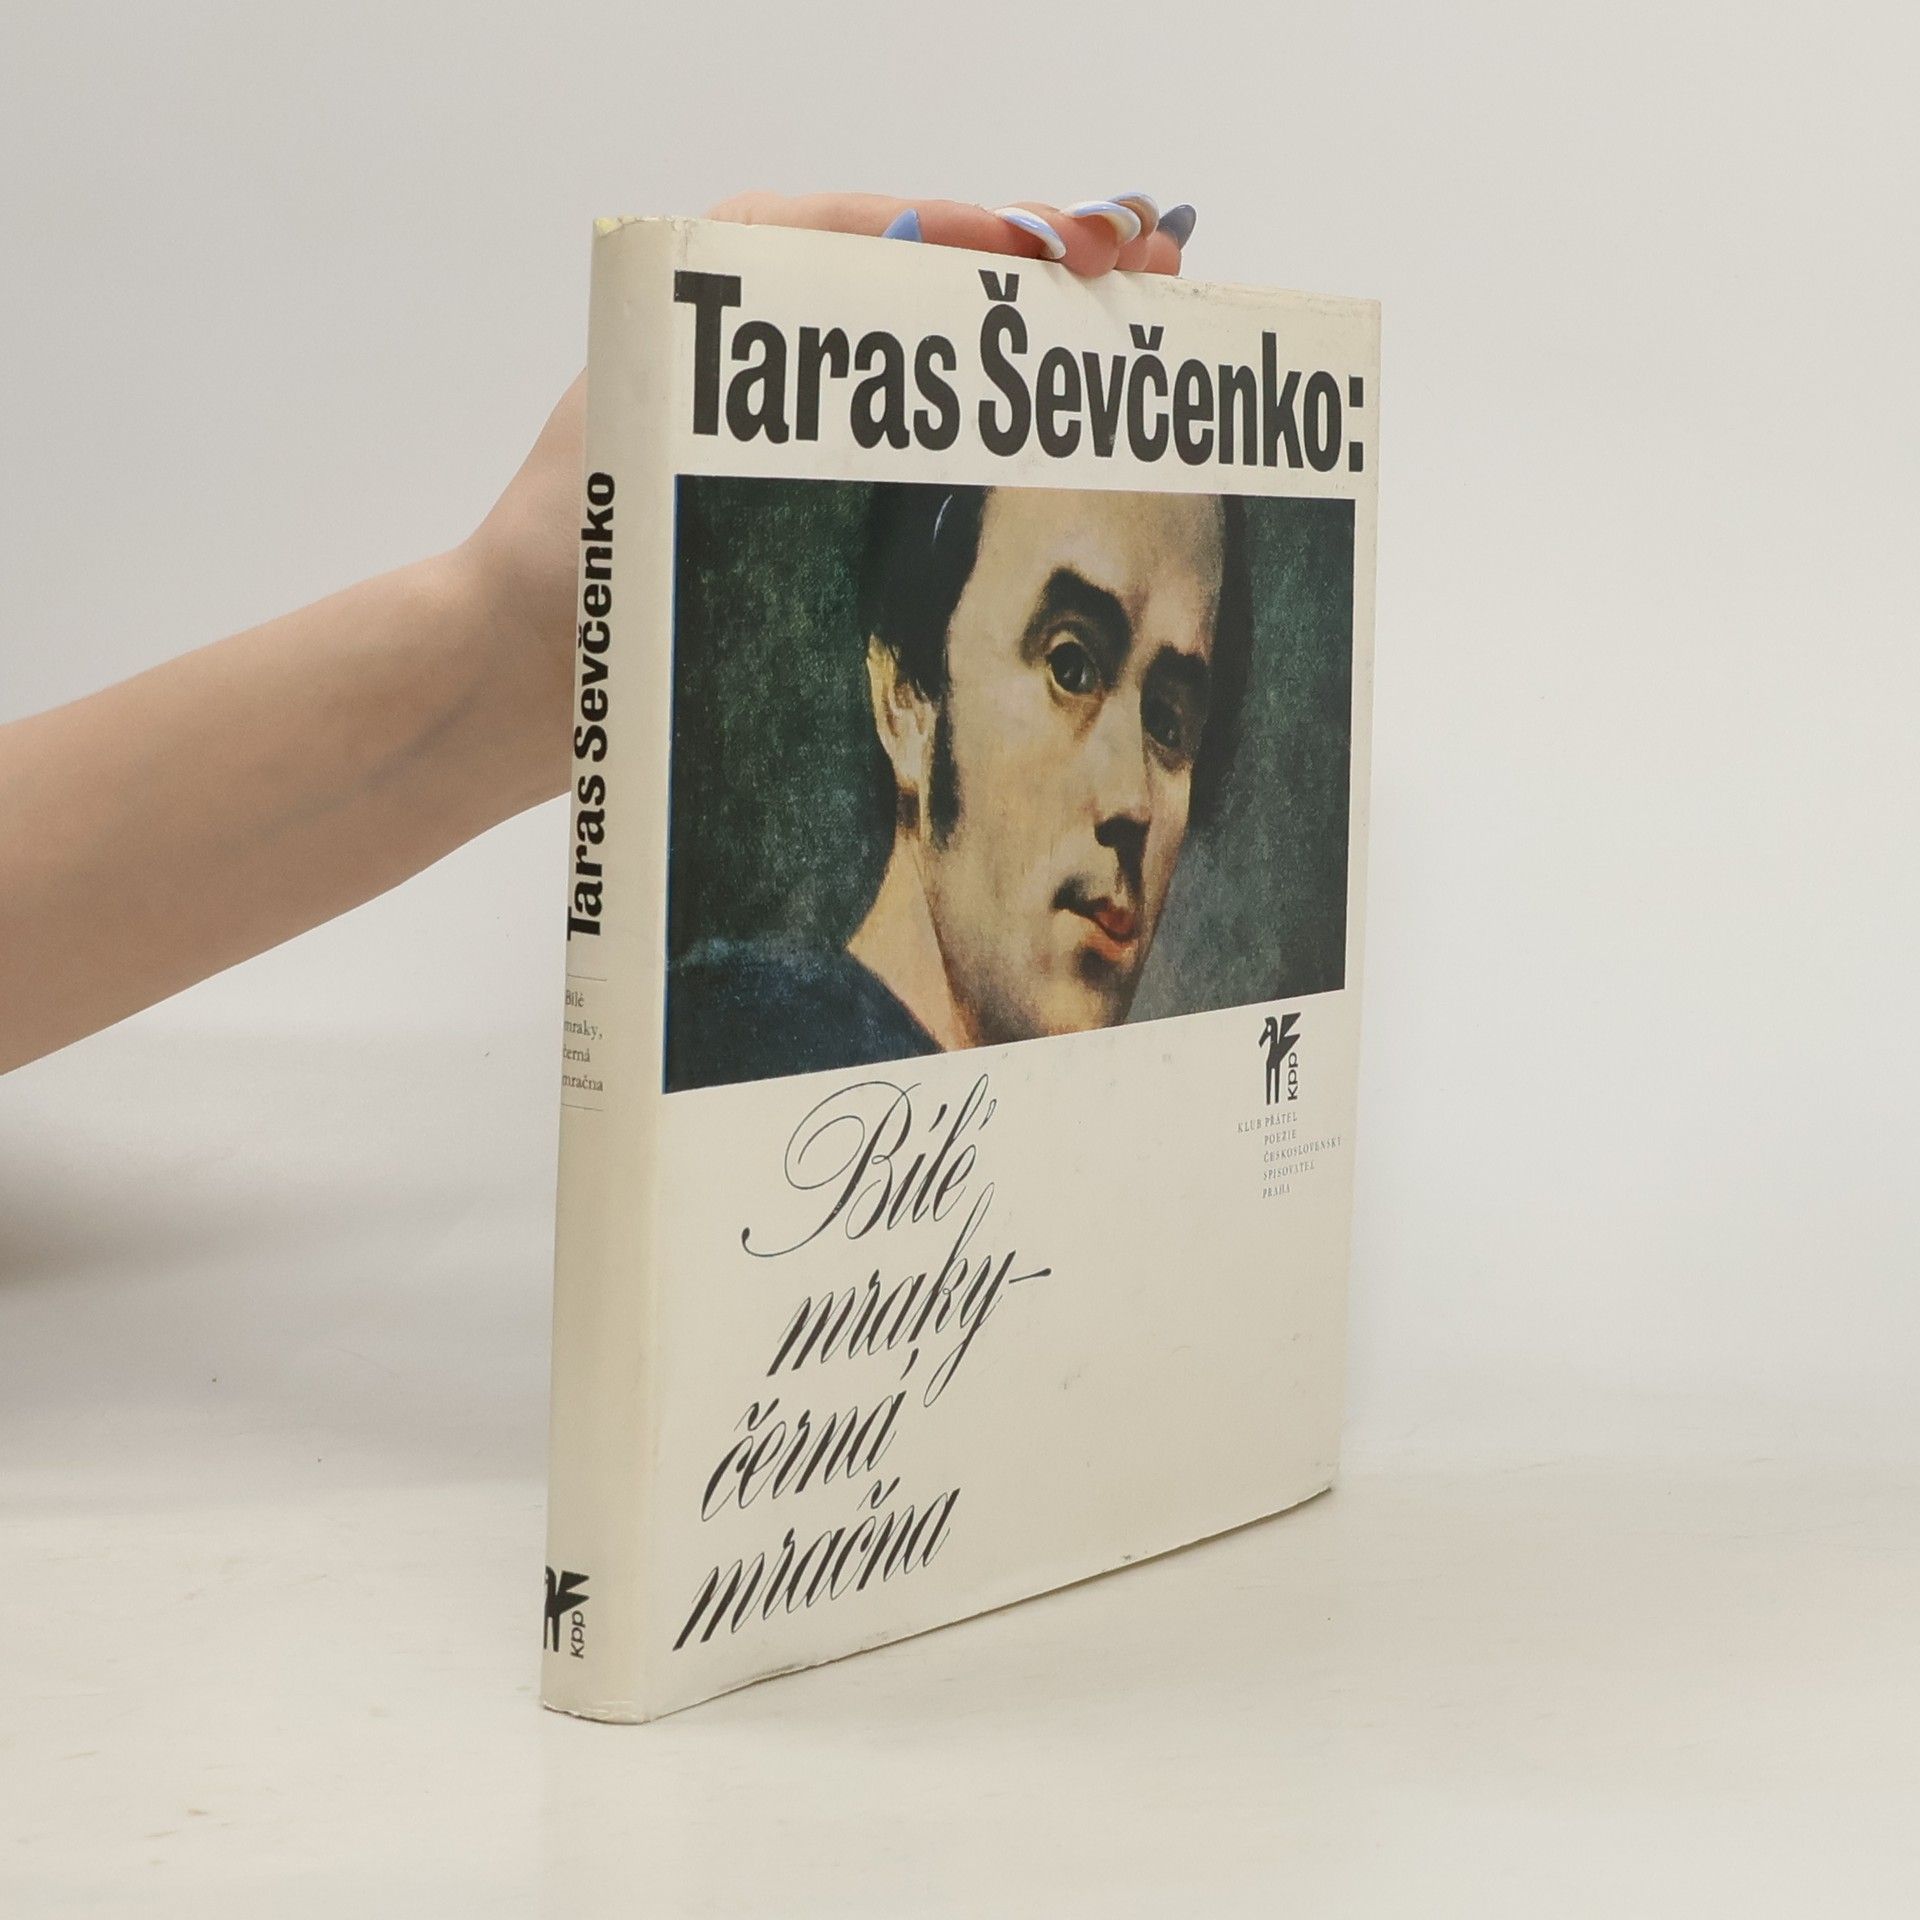 Taras Ševčenko:
kpp
KLUB PŘÁTEL
POEZIE
ČESKOSLOVENSKÝ
SPISOVATEL
PRAHA
Bílé
mraky–
černá
mračna
Taras Ševčenko
Bílé
mraky,
černá
mračna
kpp